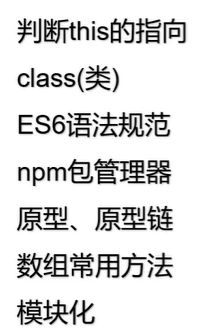 判断this的指向
class(类)
ES6语法规范
npm包管理器
原型、原型链
数组常用方法
模块化